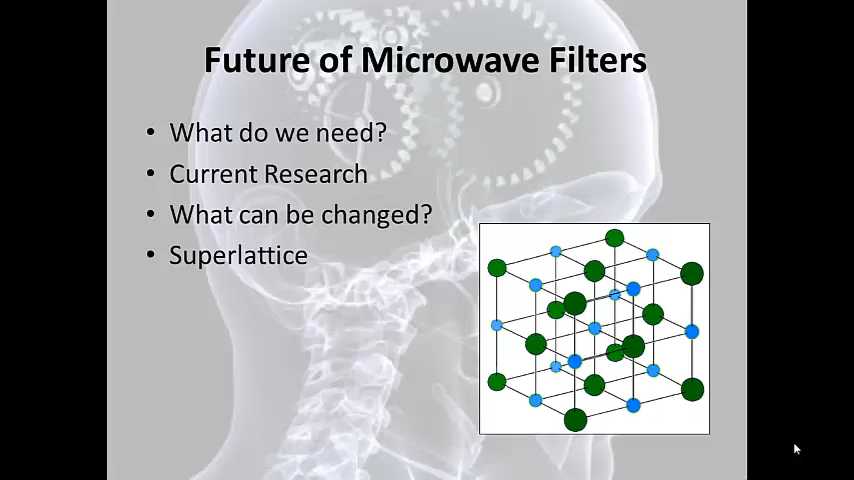 Future of Microwave Filters
• What do we need?
• Current Research
• What can be changed?
• Superlattice